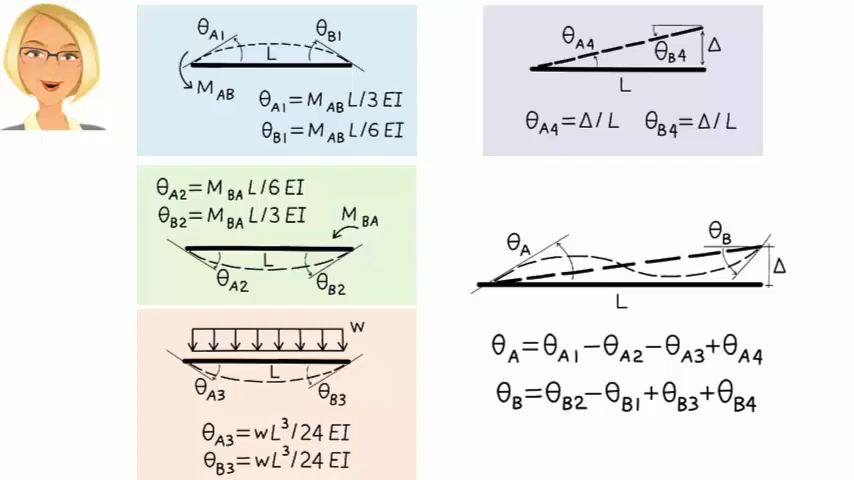 θA1 θB1
L
MAB
θA1=MAB L/3 EI
θB1=MAB L/6 EI
θA2=MBA L/6 EI
θB2=MBA L/3 EI
MBA
L
θA2 θB2
w
L
θA3 θB3
θA3=wL³/24 EI
θB3=wL³/24 EI
θA4 θB4 Δ
L
θA4=Δ/L θB4=Δ/L
θA θB
Δ
L
θA=θA1−θA2−θA3+θA4
θB=θB2−θB1+θB3+θB4